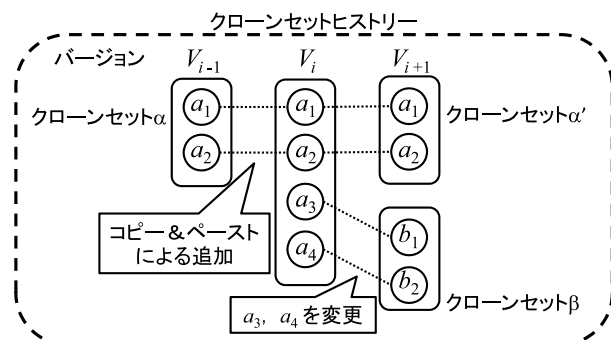 クローンセットヒストリー
バージョン V_{i-1} V_i V_{i+1}
クローンセットα a_1 a_1 a_1 クローンセットα'
a_2 a_2 a_2
コピー＆ペースト
による追加
a_3
a_4
b_1
b_2
a_3, a_4 を変更
クローンセットβ